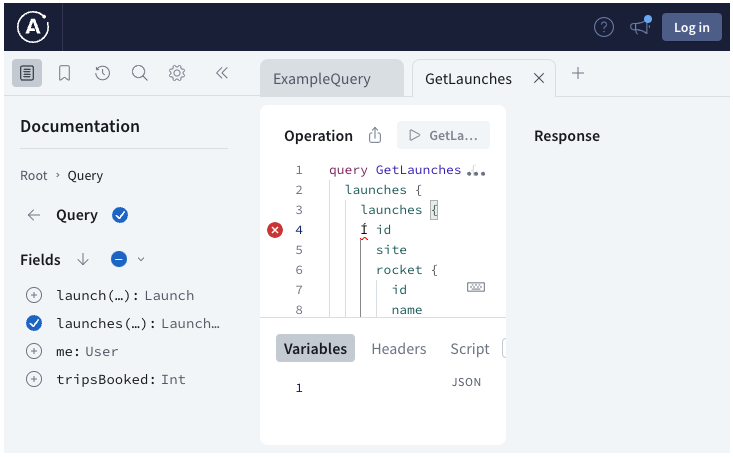 A
? Log in
ExampleQuery GetLaunches
Documentation
Root › Query
Query
Fields
launch(…): Launch
launches(…): Launch…
me: User
tripsBooked: Int
Operation GetLa…
1 query GetLaunches …
2 launches {
3 launches {
4 id
5 site
6 rocket {
7 id
8 name
Variables Headers Script
1 JSON
Response